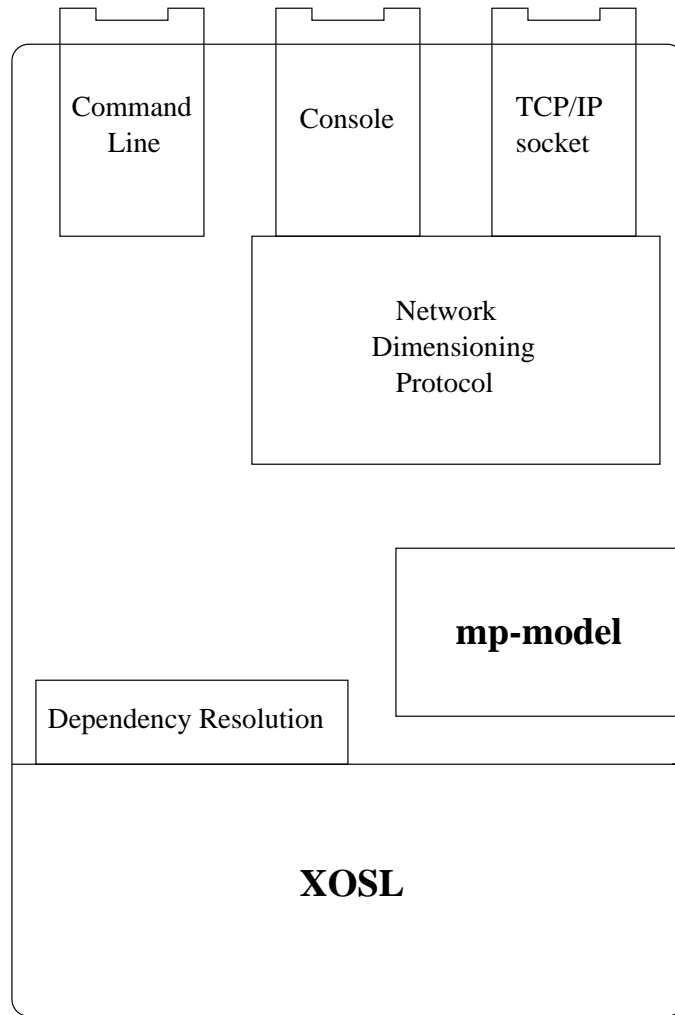 Command
Line
Console
TCP/IP
socket
Network
Dimensioning
Protocol
mp-model
Dependency Resolution
XOSL